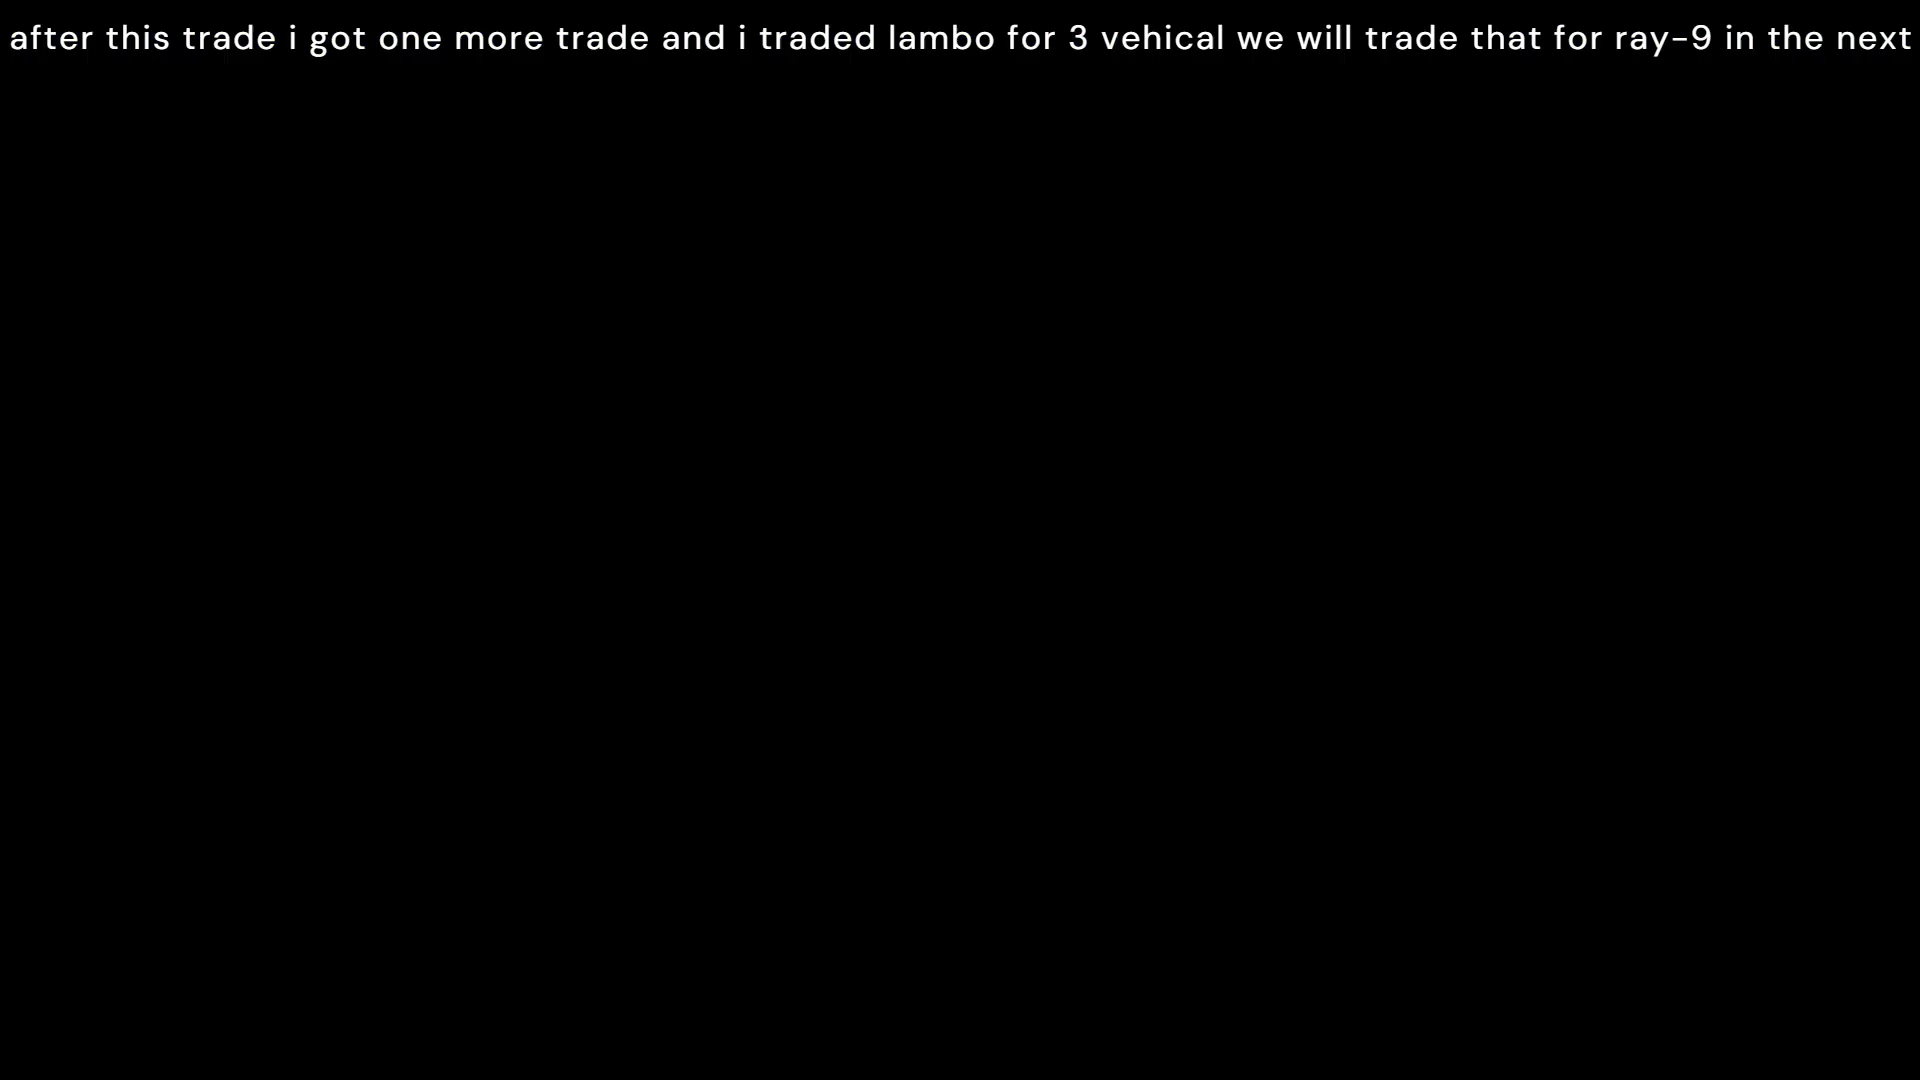 after this trade i got one more trade and i traded lambo for 3 vehical we will trade that for ray-9 in the next